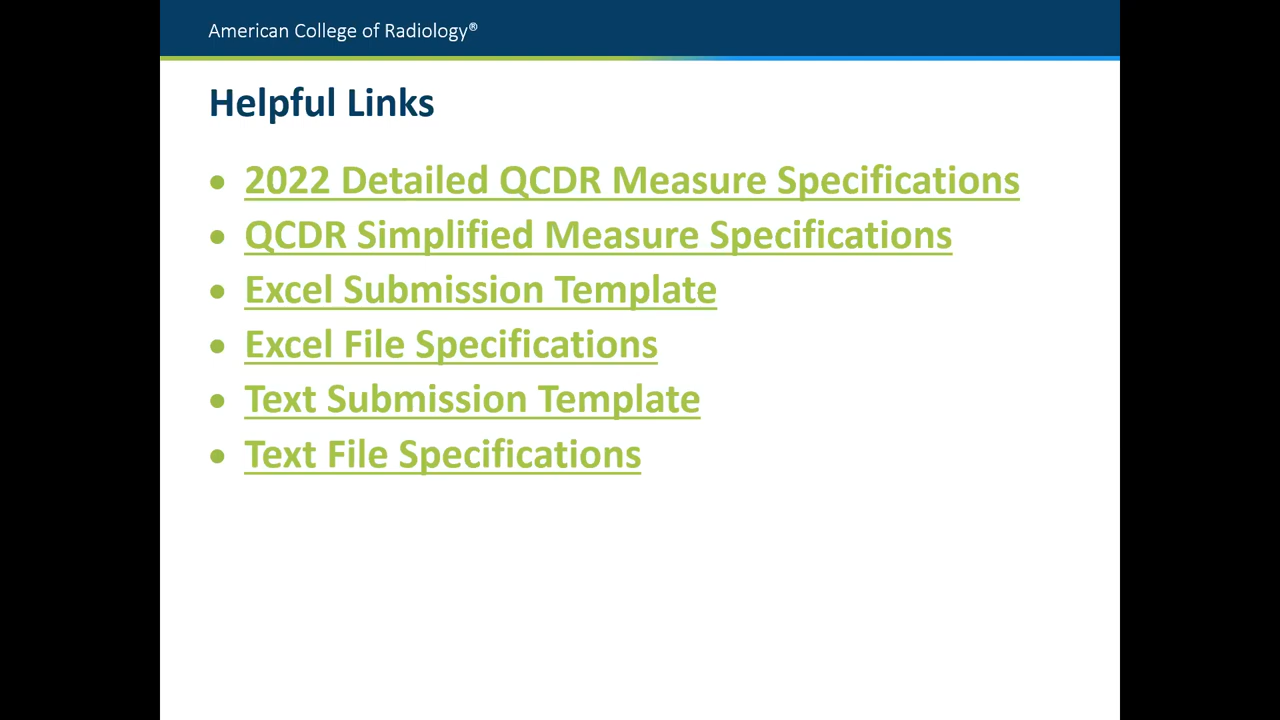 American College of Radiology®
Helpful Links
• 2022 Detailed QCDR Measure Specifications
• QCDR Simplified Measure Specifications
• Excel Submission Template
• Excel File Specifications
• Text Submission Template
• Text File Specifications